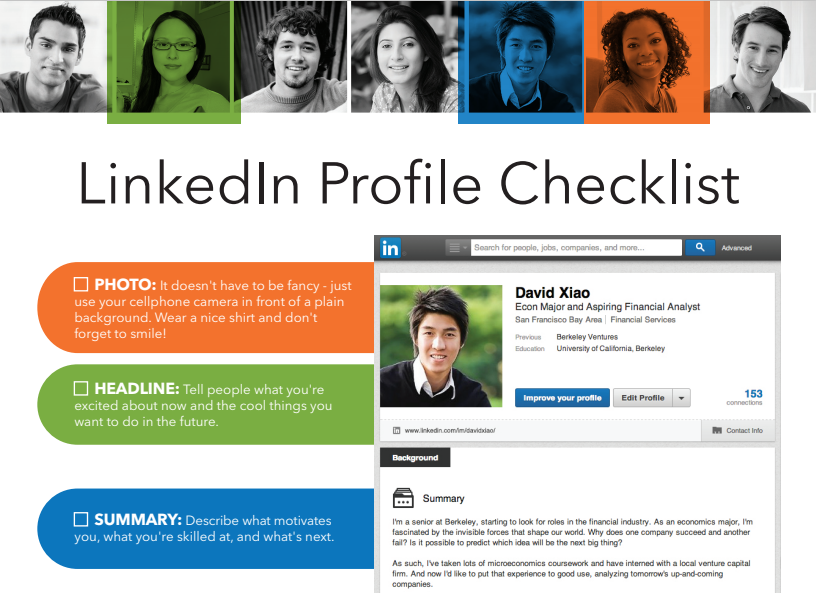 LinkedIn Profile Checklist
PHOTO: It doesn't have to be fancy - just
use your cellphone camera in front of a plain
background. Wear a nice shirt and don't
forget to smile!
HEADLINE: Tell people what you're
excited about now and the cool things you
want to do in the future.
SUMMARY: Describe what motivates
you, what you're skilled at, and what's next.
in
Search for people, jobs, companies, and more...
Advanced
David Xiao
Econ Major and Aspiring Financial Analyst
San Francisco Bay Area | Financial Services
Previous Berkeley Ventures
Education University of California, Berkeley
Improve your profile
Edit Profile
153
connections
www.linkedin.com/im/davidxiao/
Contact Info
Background
Summary
I'm a senior at Berkeley, starting to look for roles in the financial industry. As an economics major, I'm
fascinated by the invisible forces that shape our world. Why does one company succeed and another
fail? Is it possible to predict which idea will be the next big thing?
As such, I've taken lots of microeconomics coursework and have interned with a local venture capital
firm. And now I'd like to put that experience to good use, analyzing tomorrow's up-and-coming
companies.